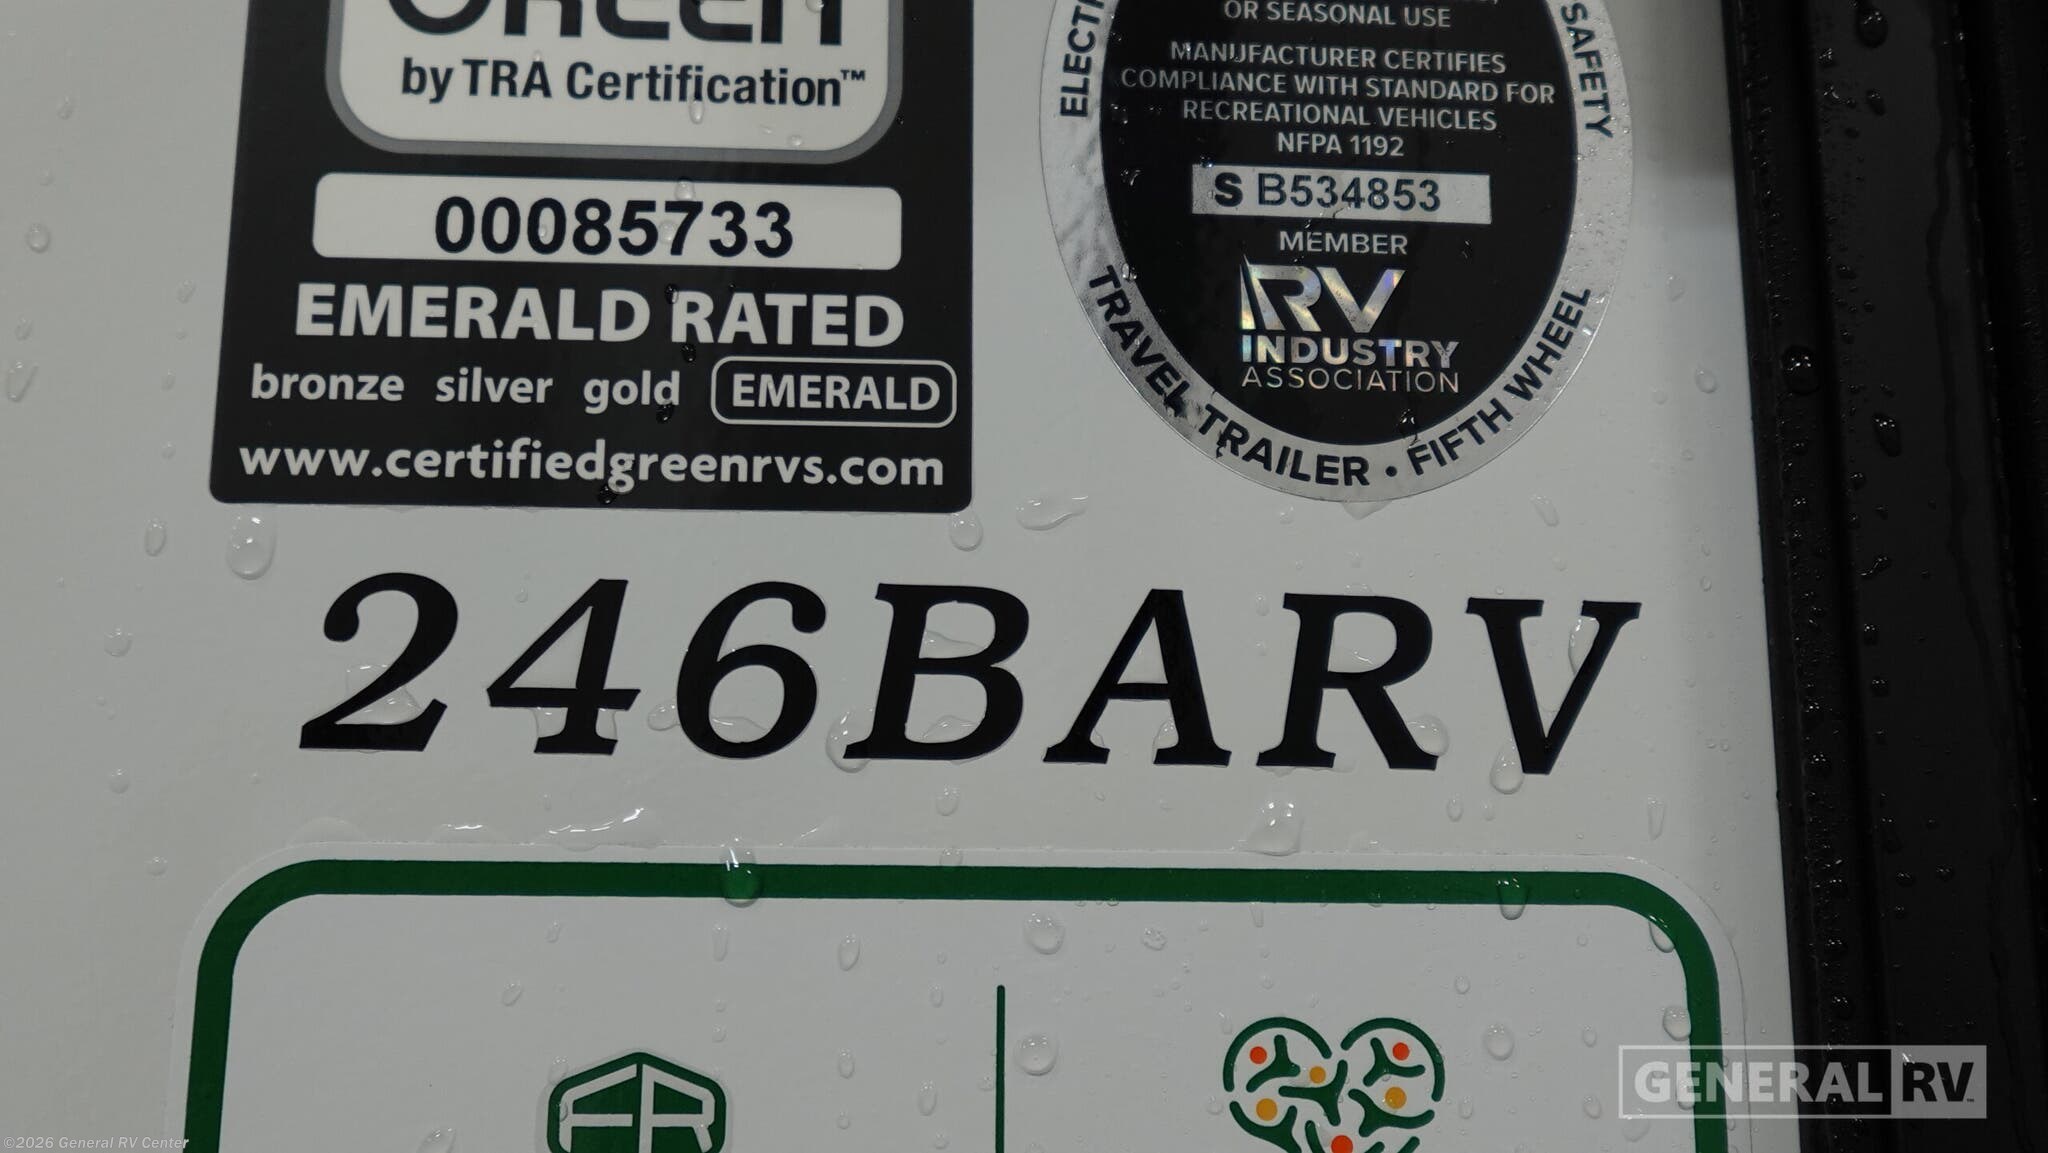 GREEN
by TRA Certification™
00085733
EMERALD RATED
bronze silver gold EMERALD
www.certifiedgreenrvs.com
OR SEASONAL USE
MANUFACTURER CERTIFIES
COMPLIANCE WITH STANDARD FOR
RECREATIONAL VEHICLES
NFPA 1192
S B534853
MEMBER
RV
INDUSTRY
ASSOCIATION
SAFETY
TRAVEL TRAILER • FIFTH WHEEL
246BARV
FR
GENERAL RV
©2026 General RV Center